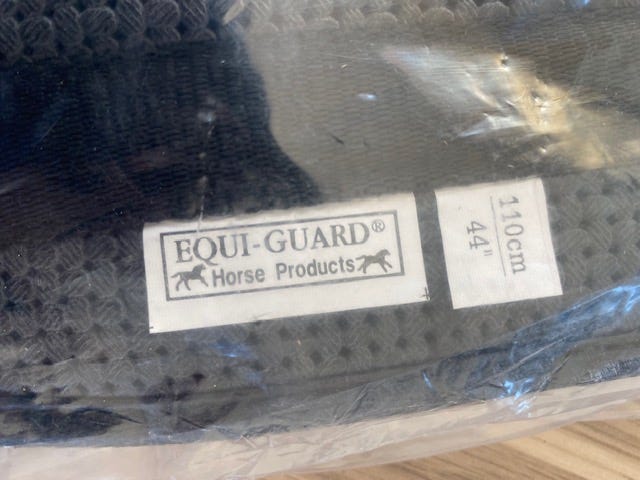 EQUI-GUARD®
Horse Products
110cm
44"